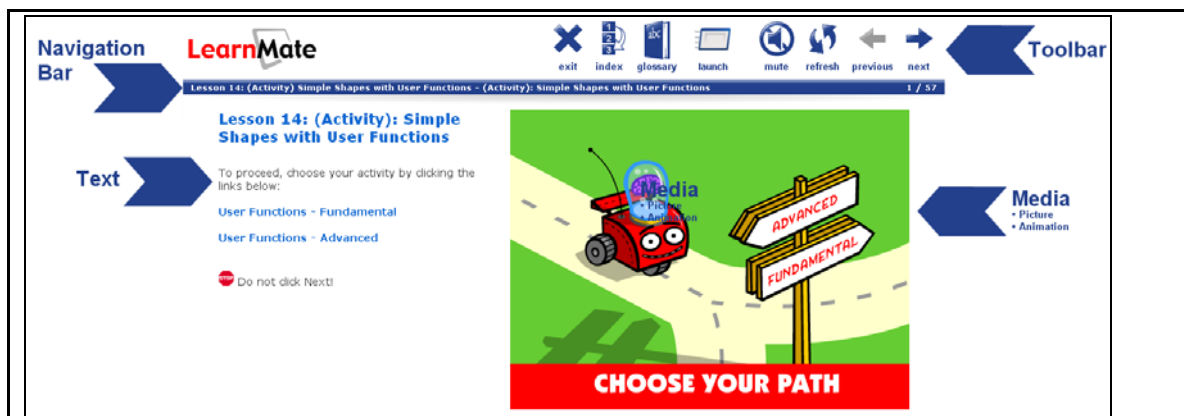 Navigation
Bar
LearnMate
exit index glossary launch mute refresh previous next
Toolbar
Lesson 14: (Activity) Simple Shapes with User Functions - (Activity): Simple Shapes with User Functions 1 / 57
Lesson 14: (Activity): Simple
Shapes with User Functions
Text
To proceed, choose your activity by clicking the
links below:
User Functions - Fundamental
User Functions - Advanced
STOP Do not click Next!
Media
• Picture
• Animation
ADVANCED
FUNDAMENTAL
CHOOSE YOUR PATH
Media
• Picture
• Animation